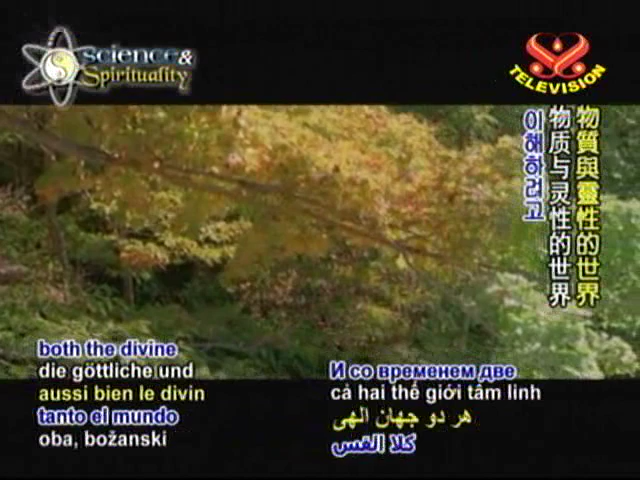 Science &
Spirituality
TELEVISION
物質與靈性的世界
物质与灵性的世界
이해하려고
both the divine
die göttliche und
aussi bien le divin
tanto el mundo
oba, božanski
И со временем две
cả hai thế giới tâm linh
هر دو جهان الهی